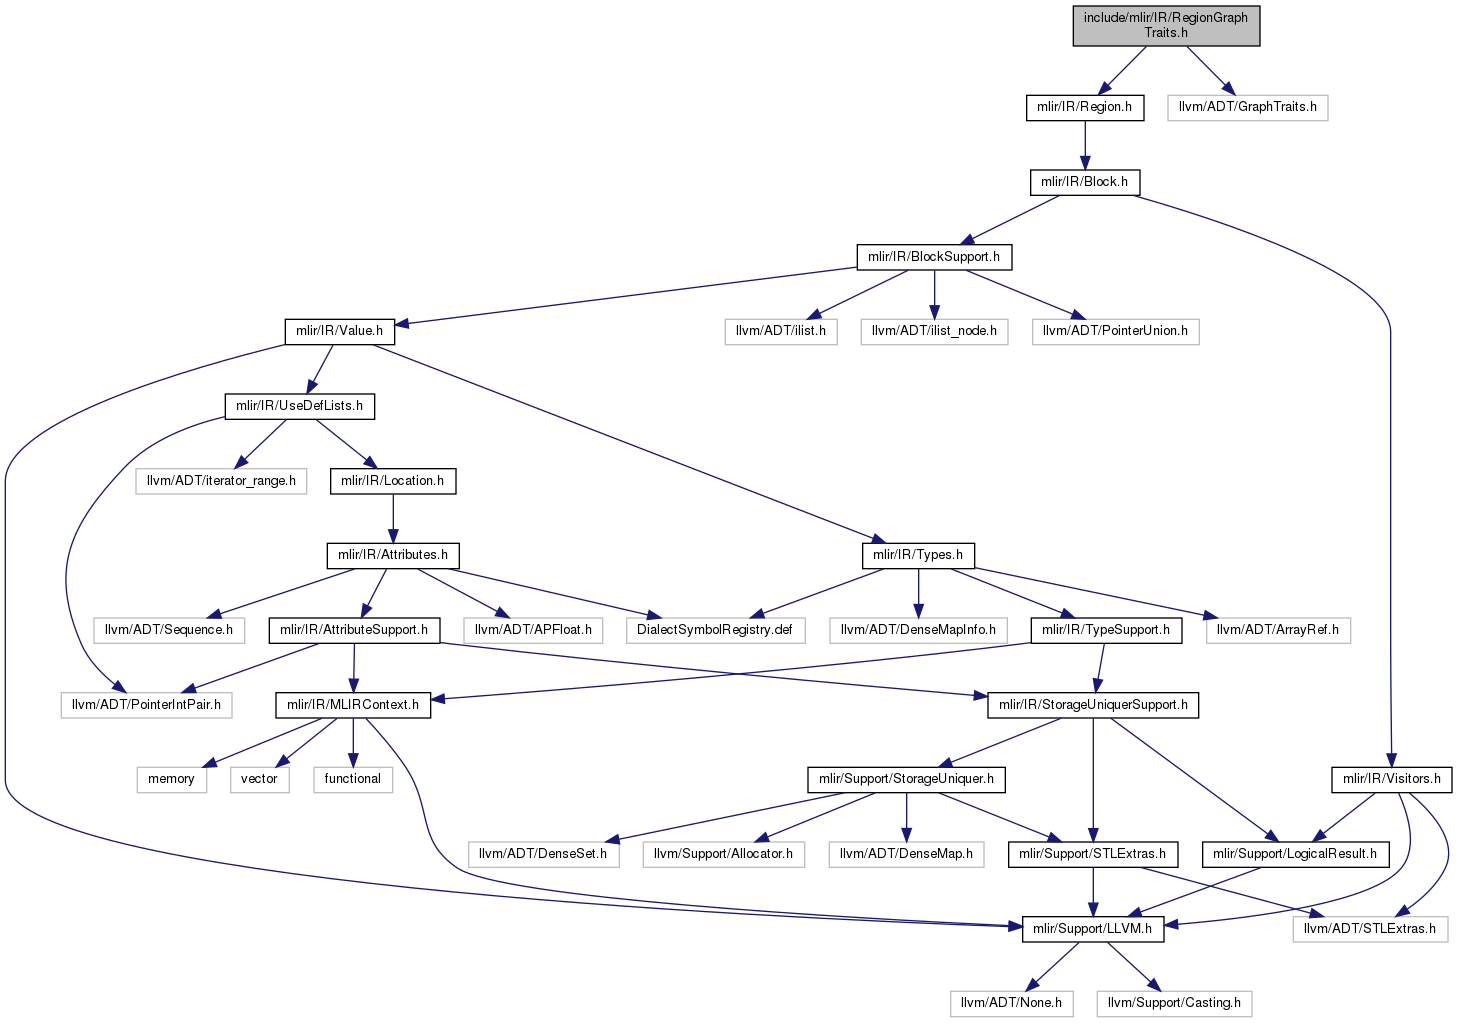 include/mlir/IR/RegionGraph
Traits.h
mlir/IR/Region.h
llvm/ADT/GraphTraits.h
mlir/IR/Block.h
mlir/IR/BlockSupport.h
mlir/IR/Value.h
llvm/ADT/ilist.h
llvm/ADT/ilist_node.h
llvm/ADT/PointerUnion.h
mlir/IR/UseDefLists.h
llvm/ADT/iterator_range.h
mlir/IR/Location.h
mlir/IR/Attributes.h
mlir/IR/Types.h
llvm/ADT/Sequence.h
mlir/IR/AttributeSupport.h
llvm/ADT/APFloat.h
DialectSymbolRegistry.def
llvm/ADT/DenseMapInfo.h
mlir/IR/TypeSupport.h
llvm/ADT/ArrayRef.h
llvm/ADT/PointerIntPair.h
mlir/IR/MLIRContext.h
mlir/IR/StorageUniquerSupport.h
memory
vector
functional
mlir/Support/StorageUniquer.h
mlir/IR/Visitors.h
llvm/ADT/DenseSet.h
llvm/Support/Allocator.h
llvm/ADT/DenseMap.h
mlir/Support/STLExtras.h
mlir/Support/LogicalResult.h
mlir/Support/LLVM.h
llvm/ADT/STLExtras.h
llvm/ADT/None.h
llvm/Support/Casting.h